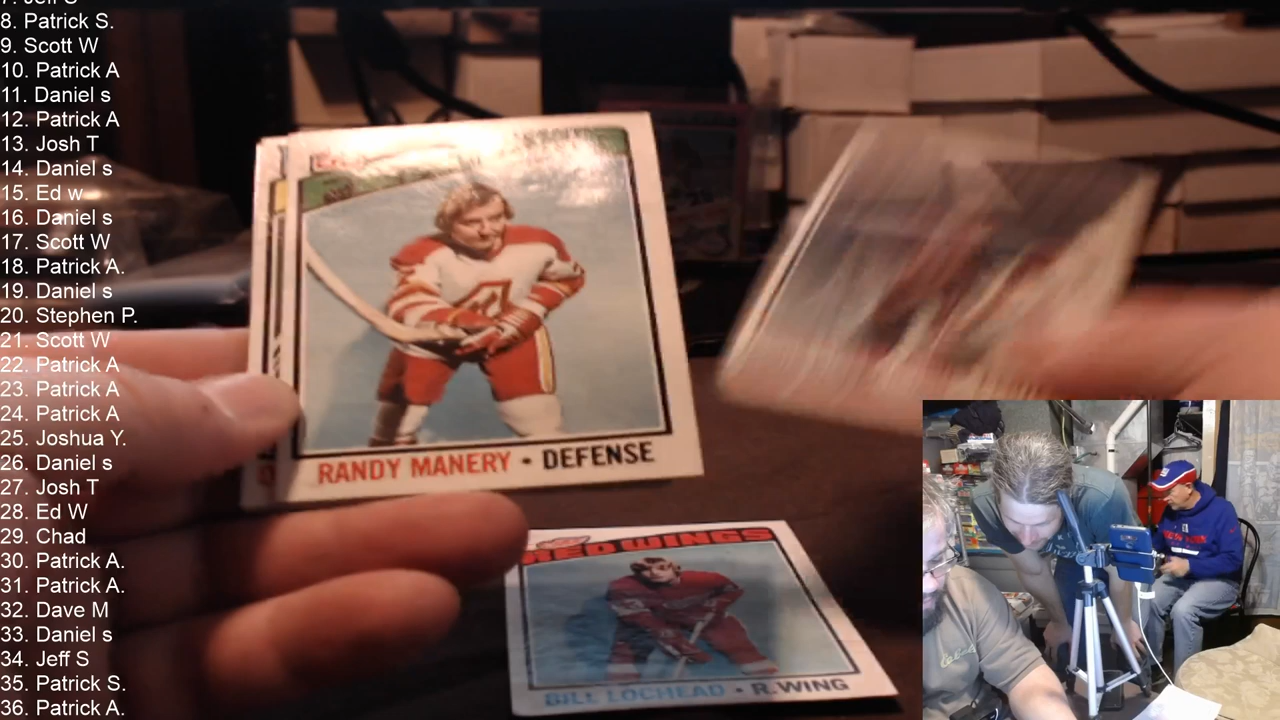 7. Jeff S
8. Patrick S.
9. Scott W
10. Patrick A
11. Daniel s
12. Patrick A
13. Josh T
14. Daniel s
15. Ed w
16. Daniel s
17. Scott W
18. Patrick A.
19. Daniel s
20. Stephen P.
21. Scott W
22. Patrick A
23. Patrick A
24. Patrick A
25. Joshua Y.
26. Daniel s
27. Josh T
28. Ed W
29. Chad
30. Patrick A.
31. Patrick A.
32. Dave M
33. Daniel s
34. Jeff S
35. Patrick S.
36. Patrick A.
RANDY MANERY • DEFENSE
RED WINGS
BILL LOCHEAD • R.WING